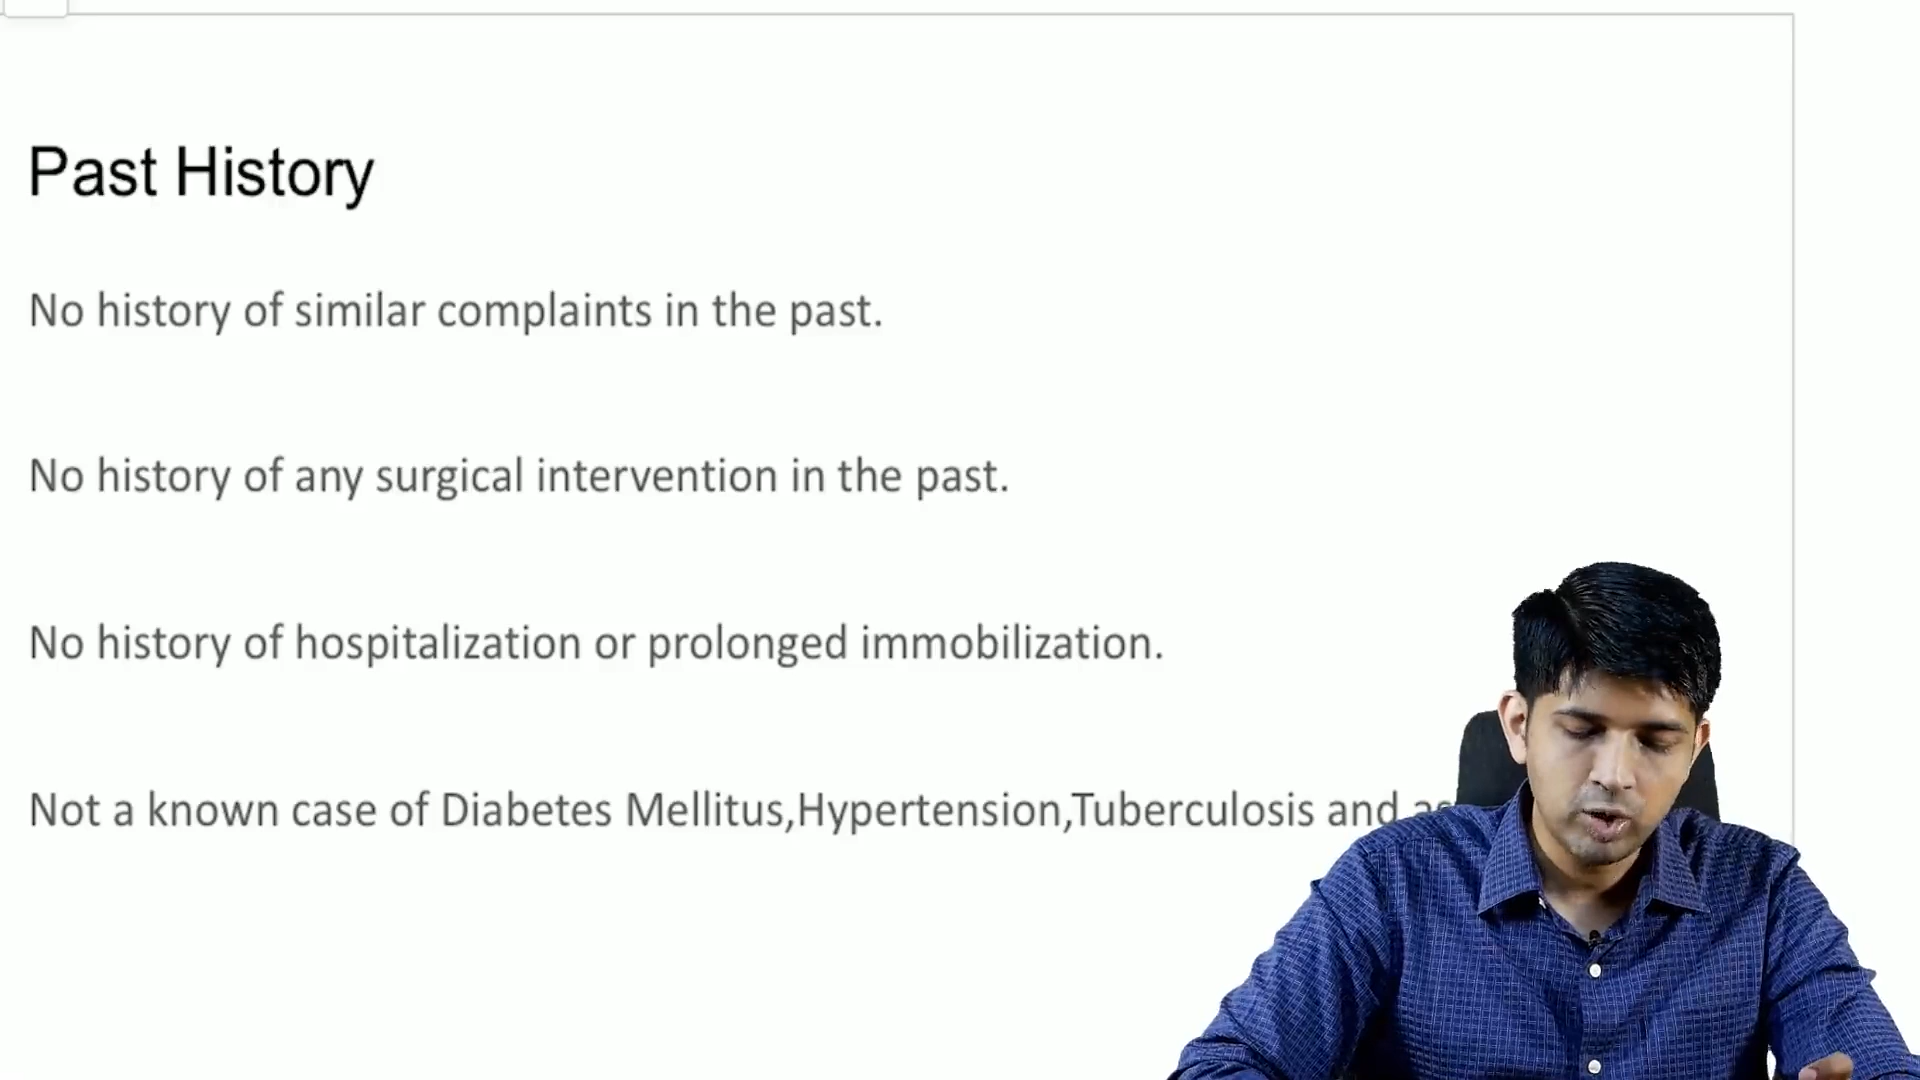 Past History
No history of similar complaints in the past.
No history of any surgical intervention in the past.
No history of hospitalization or prolonged immobilization.
Not a known case of Diabetes Mellitus,Hypertension,Tuberculosis and